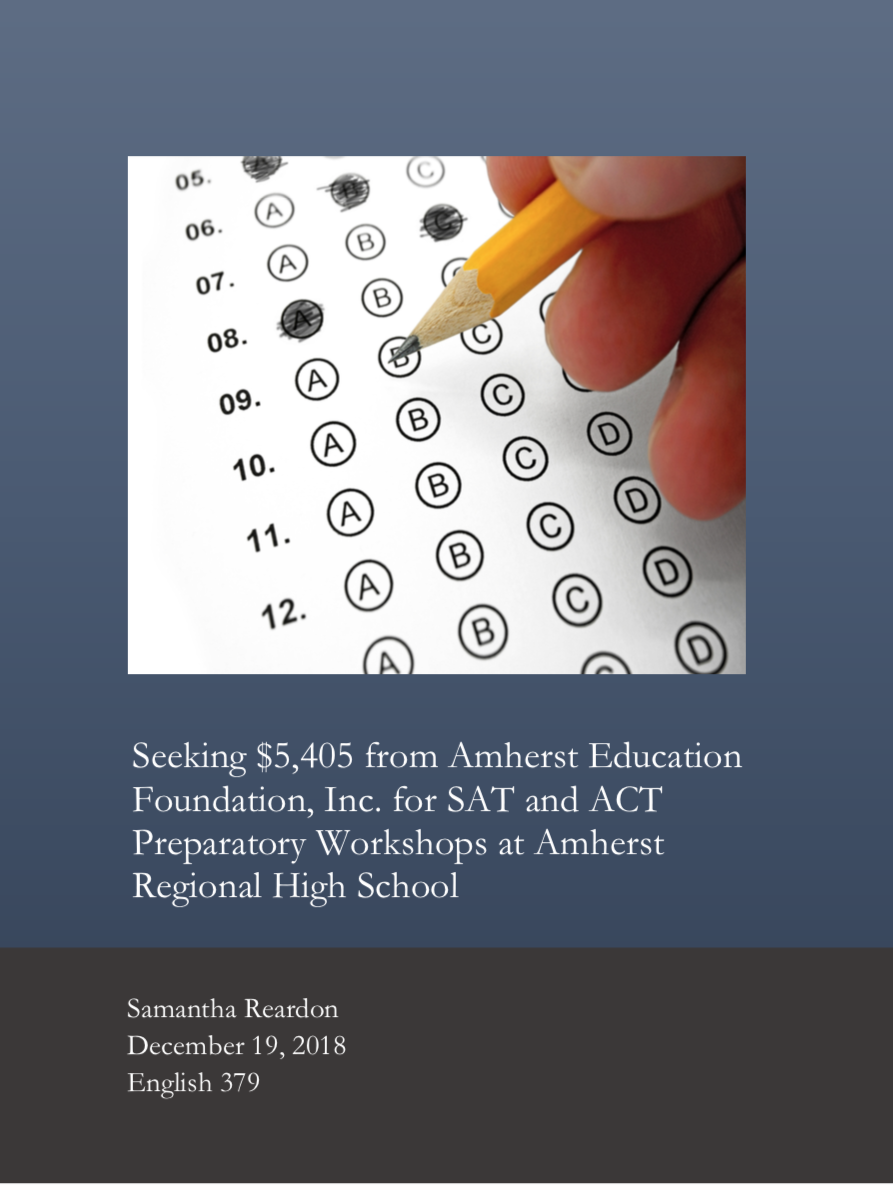 05. A
06. A B C
07. A B C
08. A B C
09. A B C
10. A B C
11. A B C D
12. A B C D
A B C D
C D
Seeking $5,405 from Amherst Education
Foundation, Inc. for SAT and ACT
Preparatory Workshops at Amherst
Regional High School
Samantha Reardon
December 19, 2018
English 379